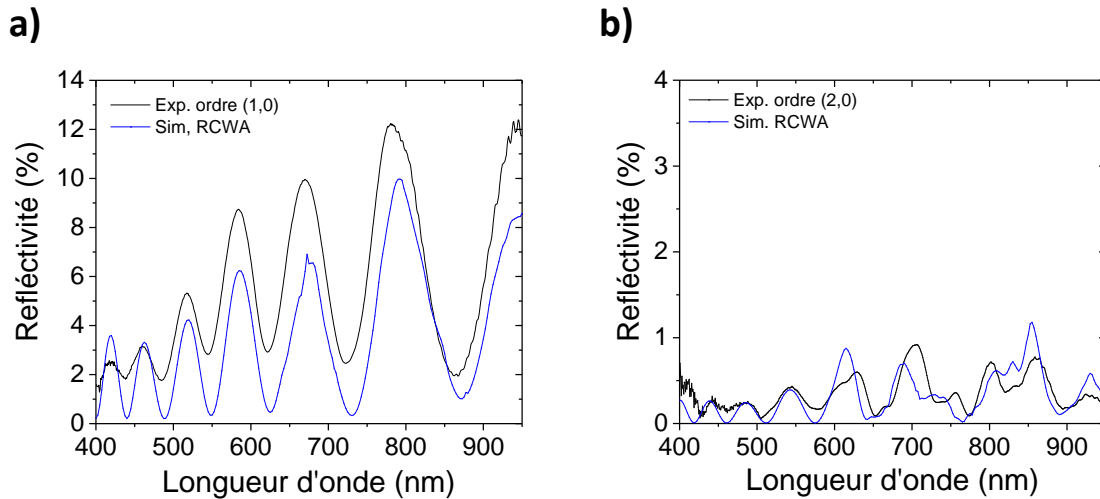 a)
14
12
10
8
6
4
2
0
Refléctivité (%)
Exp. ordre (1,0)
Sim, RCWA
400 500 600 700 800 900
Longueur d'onde (nm)
b)
4
3
2
1
0
Refléctivité (%)
Exp. ordre (2,0)
Sim. RCWA
400 500 600 700 800 900
Longueur d'onde (nm)